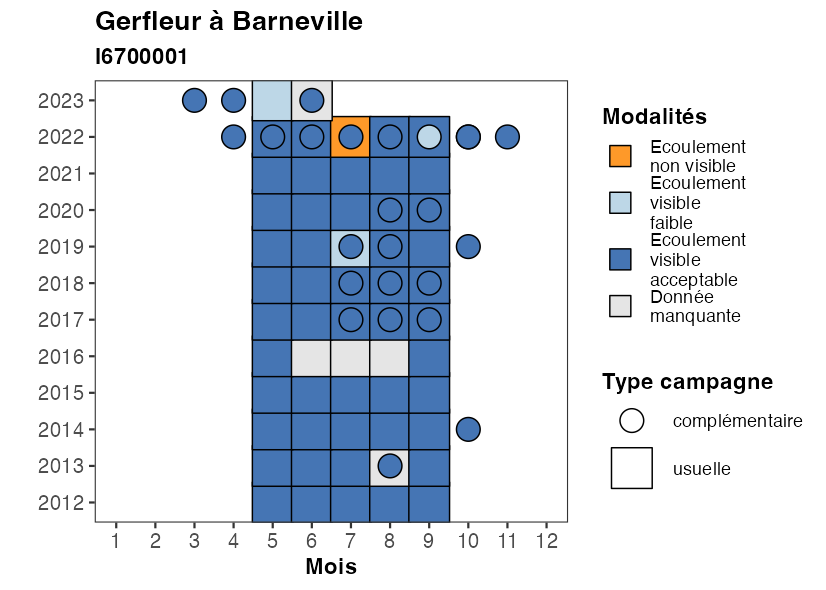 Gerfleur à Barneville
I6700001
2023
2022
2021
2020
2019
2018
2017
2016
2015
2014
2013
2012
1 2 3 4 5 6 7 8 9 10 11 12
Mois
Modalités
Ecoulement
non visible
Ecoulement
visible
faible
Ecoulement
visible
acceptable
Donnée
manquante
Type campagne
complémentaire
usuelle